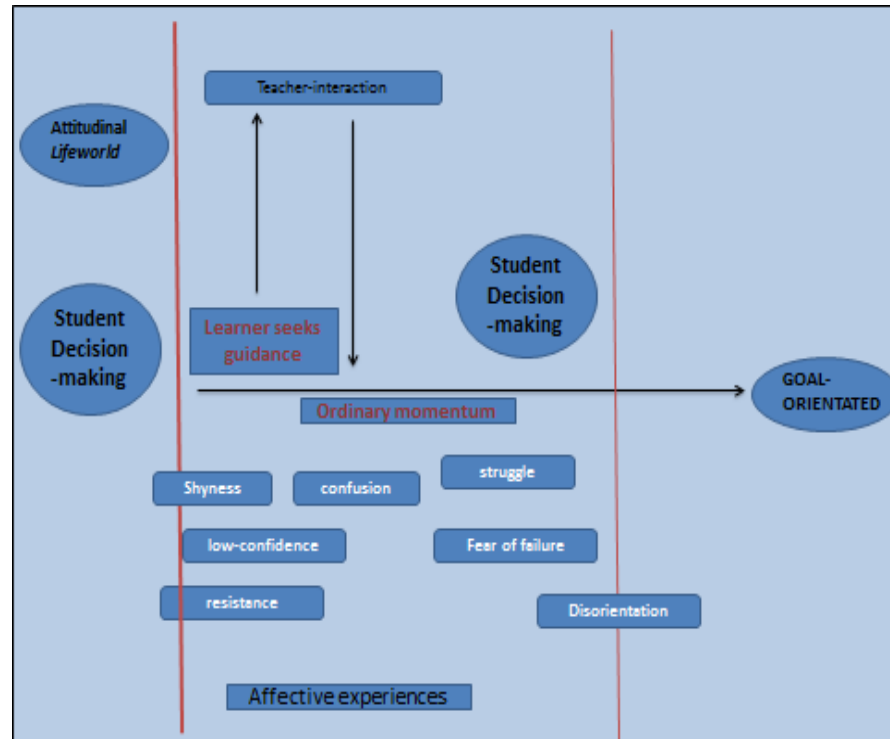 Teacher-interaction
Attitudinal
Lifeworld
Student
Decision
-making
Learner seeks
guidance
Student
Decision
-making
Ordinary momentum
GOAL-
ORIENTATED
Shyness
confusion
struggle
low-confidence
Fear of failure
resistance
Disorientation
Affective experiences